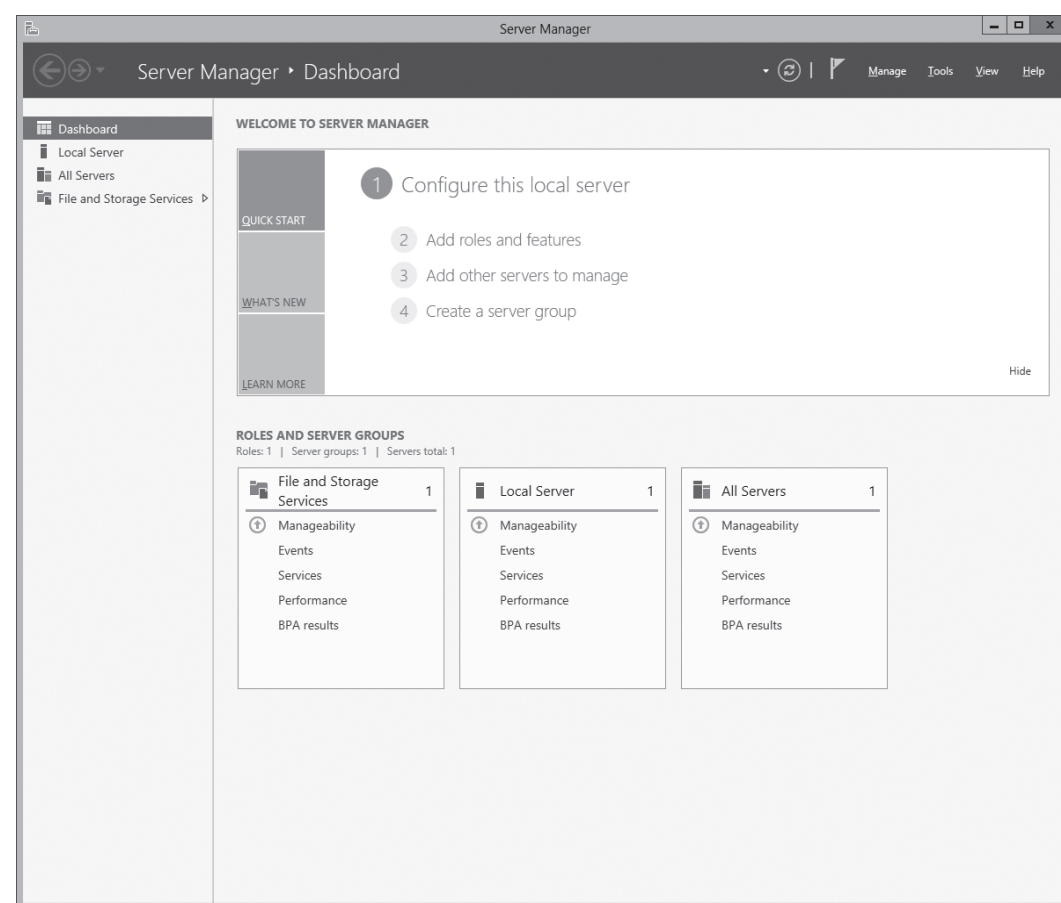 Server Manager
Server Manager • Dashboard
Manage
Tools
View
Help
Dashboard
Local Server
All Servers
File and Storage Services
WELCOME TO SERVER MANAGER
QUICK START
WHAT'S NEW
LEARN MORE
1 Configure this local server
2 Add roles and features
3 Add other servers to manage
4 Create a server group
Hide
ROLES AND SERVER GROUPS
Roles: 1 | Server groups: 1 | Servers total: 1
File and Storage
Services
1
Manageability
Events
Services
Performance
BPA results
Local Server 1
Manageability
Events
Services
Performance
BPA results
All Servers 1
Manageability
Events
Services
Performance
BPA results